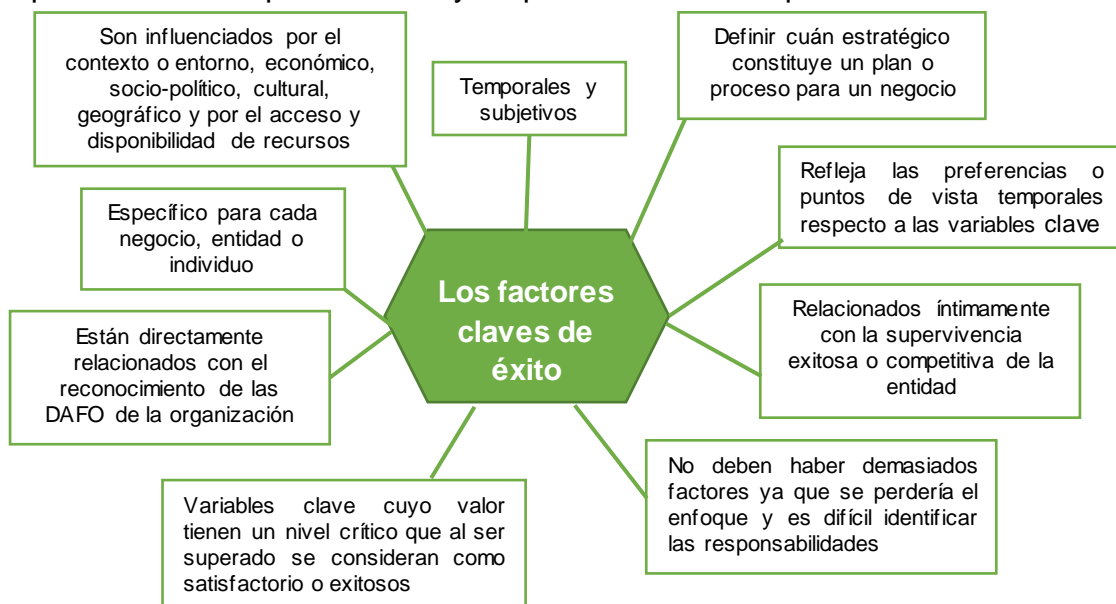 Son influenciados por el
contexto o entorno, económico,
socio-político, cultural,
geográfico y por el acceso y
disponibilidad de recursos
Temporales y
subjetivos
Definir cuán estratégico
constituye un plan o
proceso para un negocio
Refleja las preferencias o
puntos de vista temporales
respecto a las variables clave
Específico para cada
negocio, entidad o
individuo
Los factores
claves de
éxito
Relacionados íntimamente
con la supervivencia
exitosa o competitiva de la
entidad
Están directamente
relacionados con el
reconocimiento de las
DAFO de la organización
No deben haber demasiados
factores ya que se perdería el
enfoque y es difícil identificar
las responsabilidades
Variables clave cuyo valor
tienen un nivel crítico que al ser
superado se consideran como
satisfactorio o exitosos